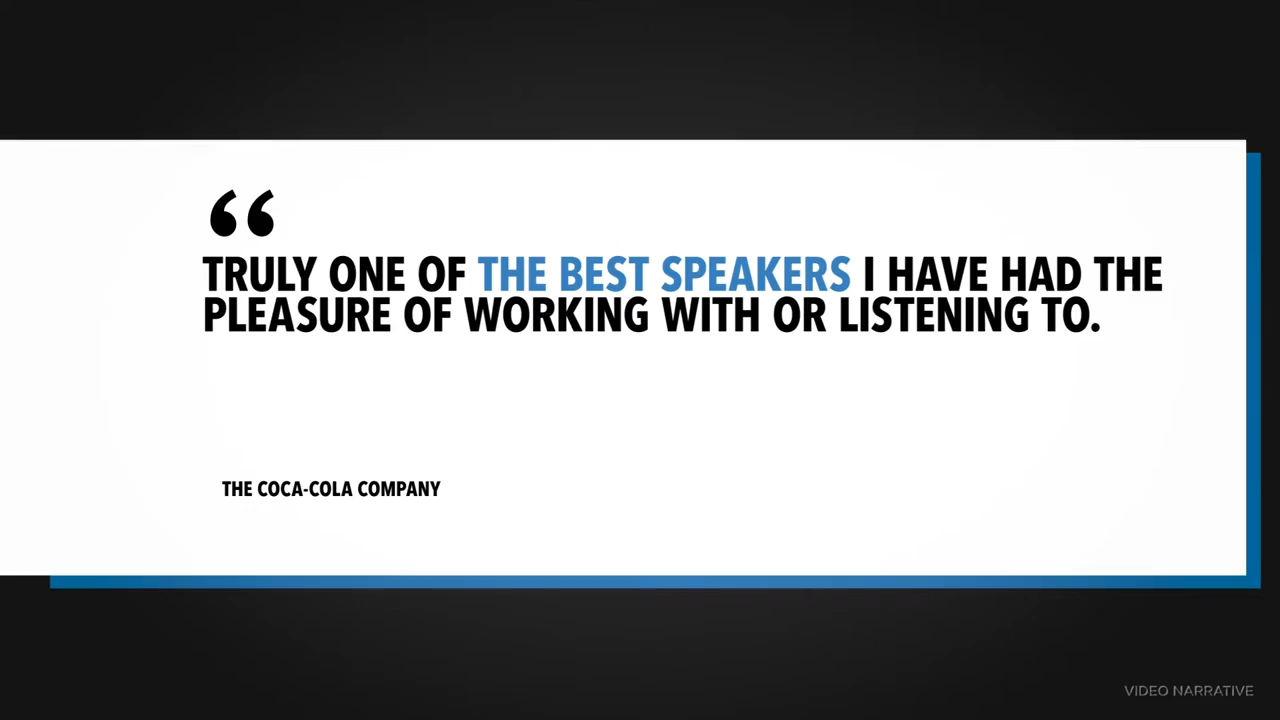 “
TRULY ONE OF THE BEST SPEAKERS I HAVE HAD THE
PLEASURE OF WORKING WITH OR LISTENING TO.
THE COCA-COLA COMPANY
VIDEO NARRATIVE